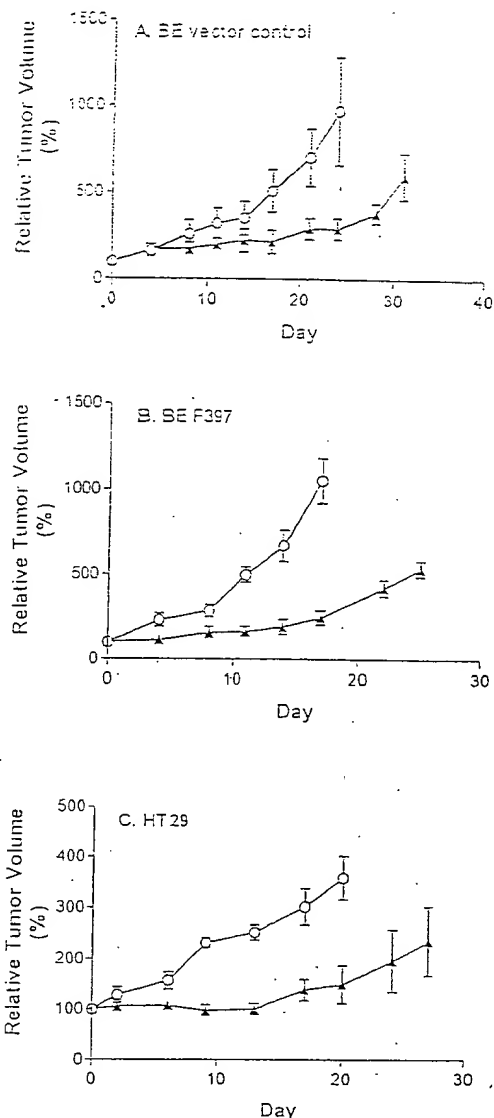 1500
A. BE vector control
1000
500
0
Relative Tumor Volume
(%)
0 10 20 30 40
Day
1500
B. BE F397
1000
500
0
Relative Tumor Volume
(%)
0 10 20 30
Day
500
C. HT29
400
300
200
100
0
Relative Tumor Volume
(%)
0 10 20 30
Day